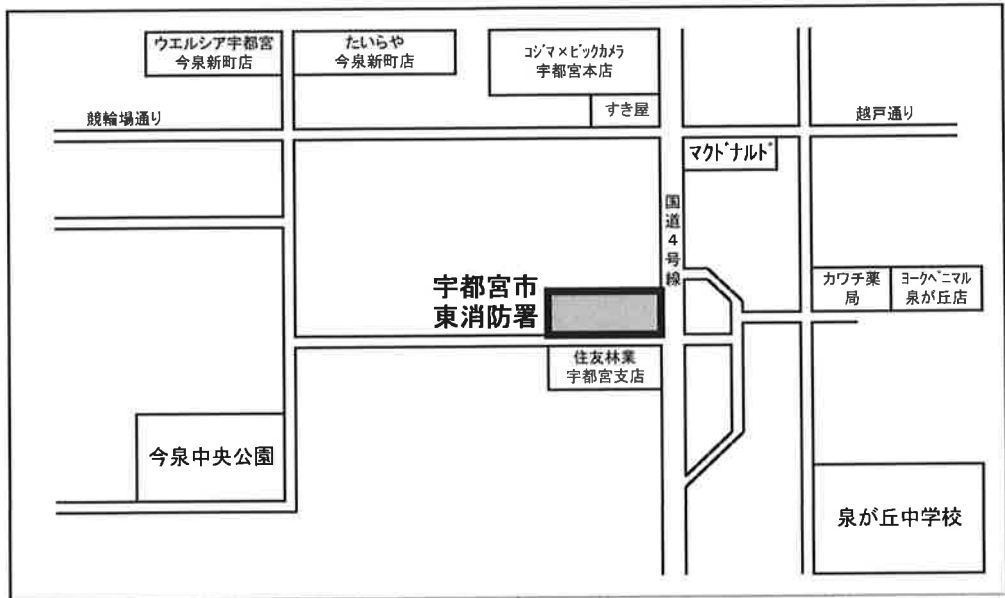 ウエルシア宇都宮
今泉新町店
たいらや
今泉新町店
コジマ×ビックカメラ
宇都宮本店
すき屋
競輪場通り
越戸通り
マクドナルド
国道4号線
宇都宮市
東消防署
カワチ薬
局
ヨークベニマル
泉が丘店
住友林業
宇都宮支店
今泉中央公園
泉が丘中学校